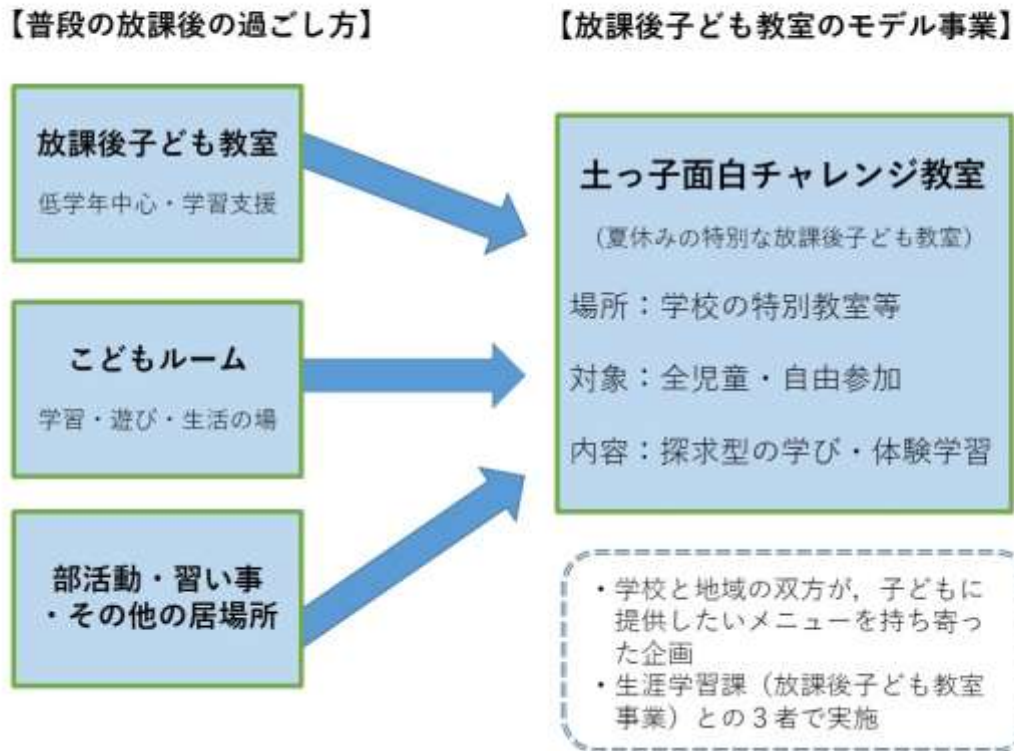 【普段の放課後の過ごし方】
放課後子ども教室
低学年中心・学習支援
こどもルーム
学習・遊び・生活の場
部活動・習い事
・その他の居場所
【放課後子ども教室のモデル事業】
土っ子面白チャレンジ教室
（夏休みの特別な放課後子ども教室）
場所：学校の特別教室等
対象：全児童・自由参加
内容：探求型の学び・体験学習
・学校と地域の双方が，子どもに
提供したいメニューを持ち寄っ
た企画
・生涯学習課（放課後子ども教室
事業）との３者で実施